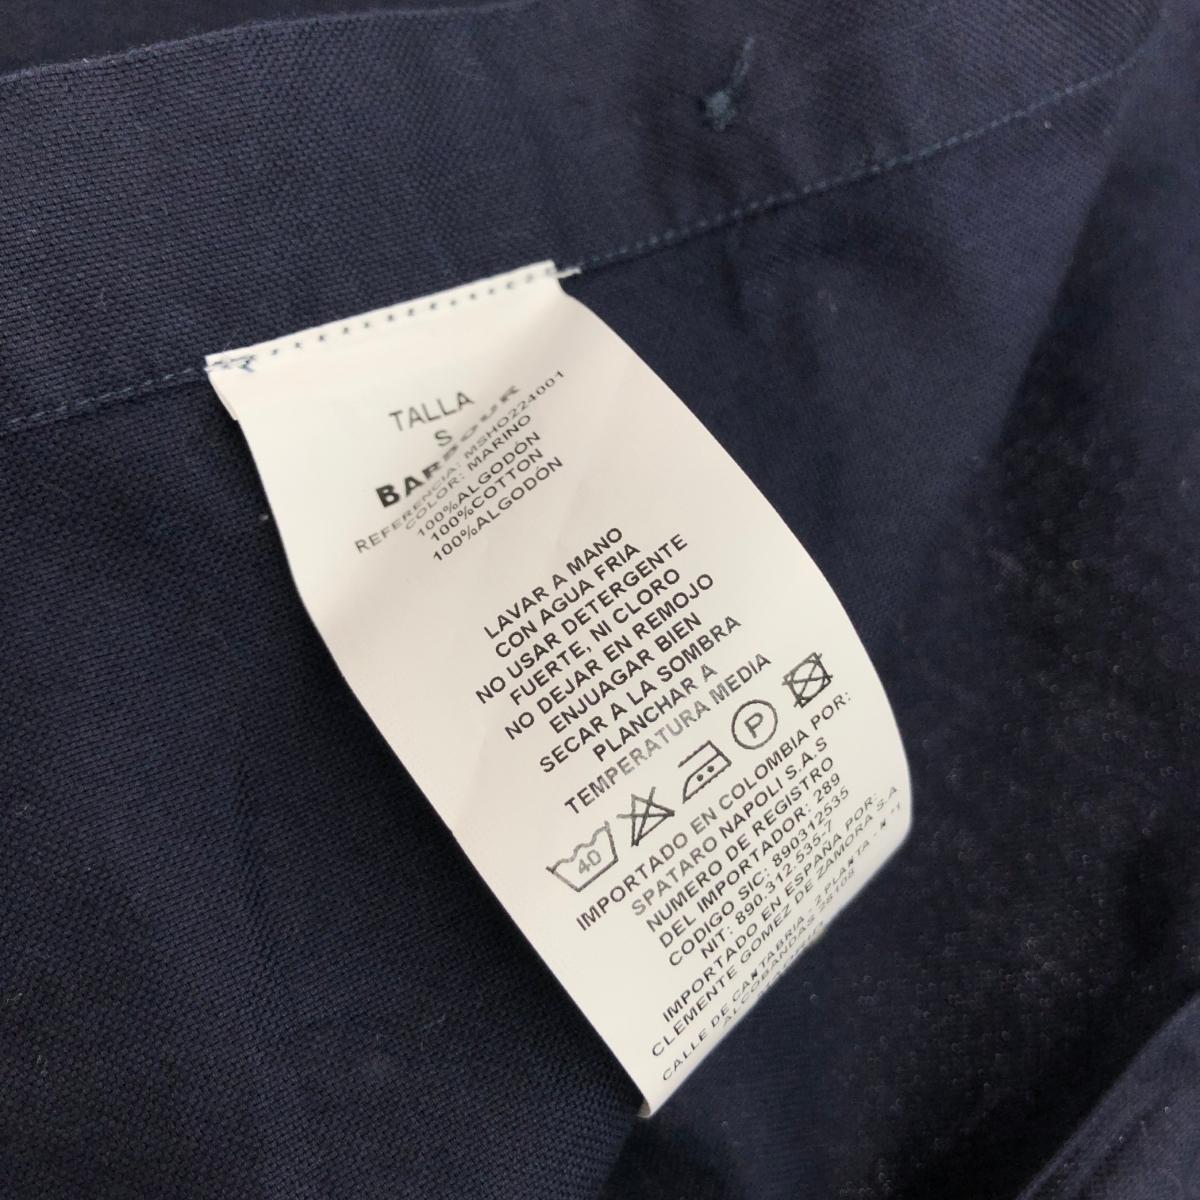 TALLA
S
BARBOUR
REFERENCIA: MSHO224001
COLOR: MARINO
100%ALGODÓN
100%COTTON
100%ALGODÓN
LAVAR A MANO
CON AGUA FRIA
NO USAR DETERGENTE
FUERTE, NI CLORO
NO DEJAR EN REMOJO
ENJUAGAR BIEN
SECAR A LA SOMBRA
PLANCHAR A
TEMPERATURA MEDIA
40 P
IMPORTADO EN COLOMBIA POR:
SPATARO NAPOLI S.A.S
NUMERO DE REGISTRO
DEL IMPORTADOR: 289
CODIGO SIC: 890312535
NIT: 890.312.535-7
IMPORTADO EN ESPAÑA POR:
CLEMENTE GOMEZ DE ZAMORA S.A
CALLE DE CANTABRIA - 2 PLANTA - N
ALCOBANDAS 28108